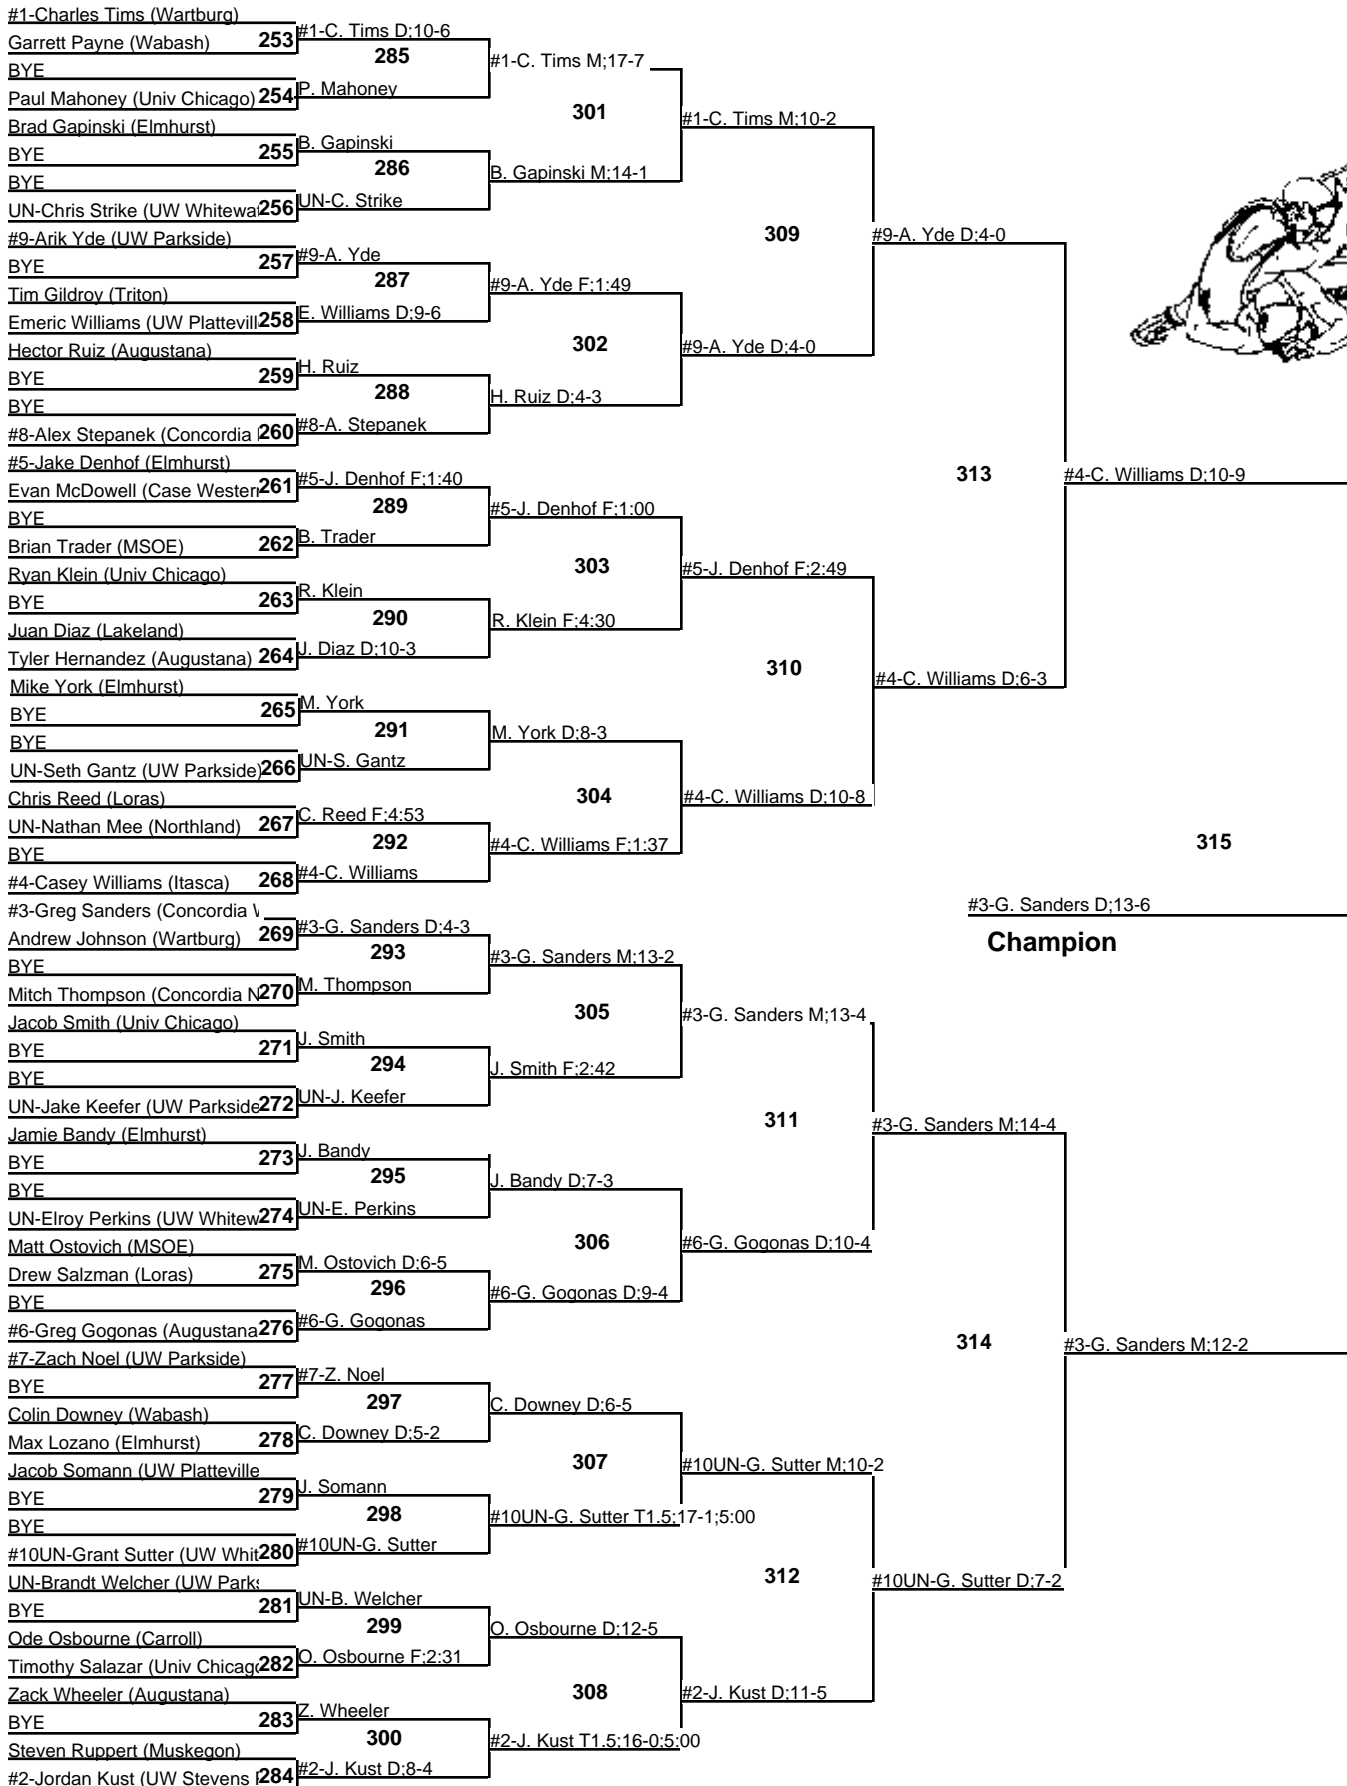 #1-Charles Tims (Wartburg)
Garrett Payne (Wabash)
253
BYE
Paul Mahoney (Univ Chicago)
254
Brad Gapinski (Elmhurst)
BYE
255
BYE
UN-Chris Strike (UW Whitewat
256
#9-Arik Yde (UW Parkside)
BYE
257
Tim Gildroy (Triton)
Emeric Williams (UW Plattevill
258
Hector Ruiz (Augustana)
BYE
259
BYE
#8-Alex Stepanek (Concordia
260
#5-Jake Denhof (Elmhurst)
Evan McDowell (Case Western
261
BYE
Brian Trader (MSOE)
262
Ryan Klein (Univ Chicago)
BYE
263
Juan Diaz (Lakeland)
Tyler Hernandez (Augustana)
264
Mike York (Elmhurst)
BYE
265
BYE
UN-Seth Gantz (UW Parkside)
266
Chris Reed (Loras)
UN-Nathan Mee (Northland)
267
BYE
#4-Casey Williams (Itasca)
268
#3-Greg Sanders (Concordia W
Andrew Johnson (Wartburg)
269
BYE
Mitch Thompson (Concordia N
270
Jacob Smith (Univ Chicago)
BYE
271
BYE
UN-Jake Keefer (UW Parkside
272
Jamie Bandy (Elmhurst)
BYE
273
BYE
UN-Elroy Perkins (UW Whitew
274
Matt Ostovich (MSOE)
Drew Salzman (Loras)
275
BYE
#6-Greg Gogonas (Augustana
276
#7-Zach Noel (UW Parkside)
BYE
277
Colin Downey (Wabash)
Max Lozano (Elmhurst)
278
Jacob Somann (UW Platteville
BYE
279
BYE
#10UN-Grant Sutter (UW Whit
280
UN-Brandt Welcher (UW Parks
BYE
281
Ode Osbourne (Carroll)
Timothy Salazar (Univ Chicago
282
Zack Wheeler (Augustana)
BYE
283
Steven Ruppert (Muskegon)
#2-Jordan Kust (UW Stevens P
284
#1-C. Tims D;10-6
285
P. Mahoney
B. Gapinski
286
UN-C. Strike
#9-A. Yde
287
E. Williams D;9-6
H. Ruiz
288
#8-A. Stepanek
#5-J. Denhof F;1:40
289
B. Trader
R. Klein
290
J. Diaz D;10-3
M. York
291
UN-S. Gantz
C. Reed F;4:53
292
#4-C. Williams
#3-G. Sanders D;4-3
293
M. Thompson
J. Smith
294
UN-J. Keefer
J. Bandy
295
UN-E. Perkins
M. Ostovich D;6-5
296
#6-G. Gogonas
#7-Z. Noel
297
C. Downey D;5-2
J. Somann
298
#10UN-G. Sutter
UN-B. Welcher
299
O. Osbourne F;2:31
Z. Wheeler
300
#2-J. Kust D;8-4
#1-C. Tims M;17-7
301
B. Gapinski M;14-1
#9-A. Yde F;1:49
302
H. Ruiz D;4-3
#5-J. Denhof F;1:00
303
R. Klein F;4:30
M. York D;8-3
304
#4-C. Williams F;1:37
#3-G. Sanders M;13-2
305
J. Smith F;2:42
J. Bandy D;7-3
306
#6-G. Gogonas D;9-4
C. Downey D;6-5
307
#10UN-G. Sutter T1.5;17-1;5:00
O. Osbourne D;12-5
308
#2-J. Kust T1.5;16-0;5:00
#1-C. Tims M;10-2
309
#9-A. Yde D;4-0
#5-J. Denhof F;2:49
310
#4-C. Williams D;10-8
#3-G. Sanders M;13-4
311
#6-G. Gogonas D;10-4
#10UN-G. Sutter M;10-2
312
#2-J. Kust D;11-5
#9-A. Yde D;4-0
313
#4-C. Williams D;6-3
#3-G. Sanders M;14-4
314
#10UN-G. Sutter D;7-2
#4-C. Williams D;10-9
315
#3-G. Sanders M;12-2
#3-G. Sanders D;13-6
Champion